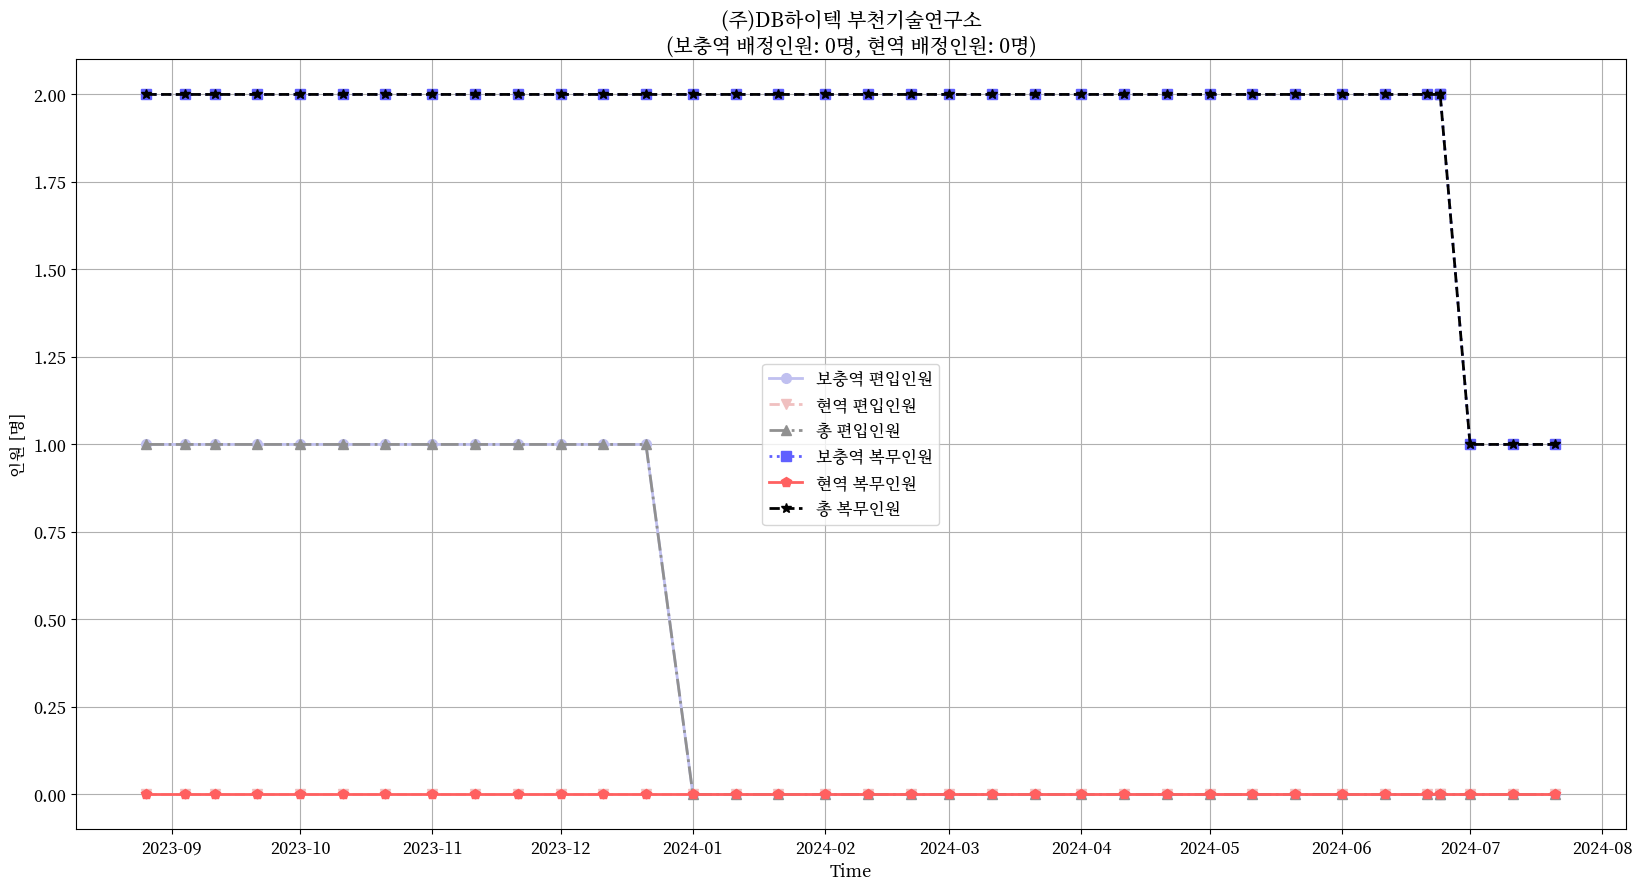 (주)DB하이텍 부천기술연구소
(보충역 배정인원: 0명, 현역 배정인원: 0명)
2.00
1.75
1.50
1.25
1.00
0.75
0.50
0.25
0.00
인원 [명]
보충역 편입인원
현역 편입인원
총 편입인원
보충역 복무인원
현역 복무인원
총 복무인원
2023-09 2023-10 2023-11 2023-12 2024-01 2024-02 2024-03 2024-04 2024-05 2024-06 2024-07 2024-08
Time